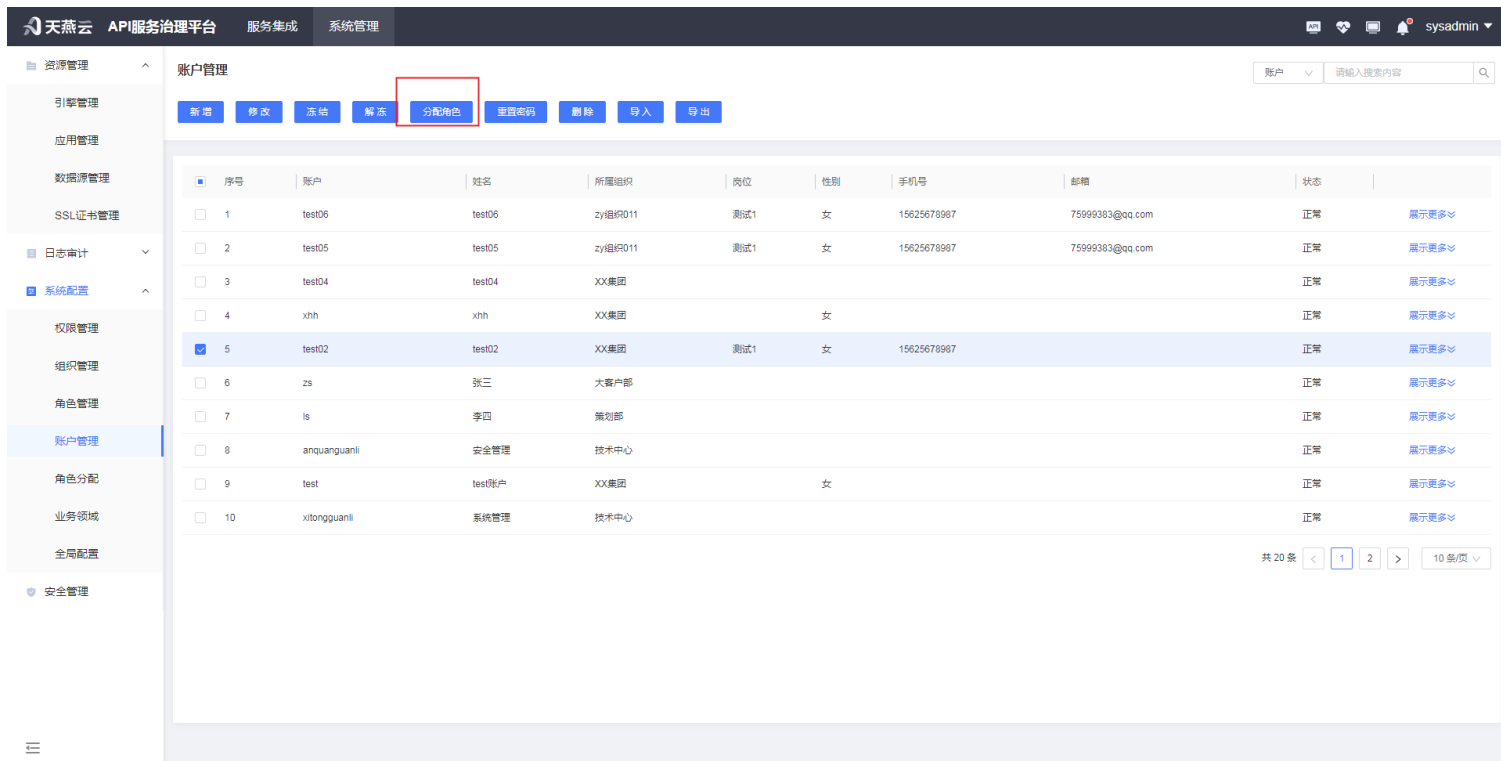 天燕云 API服务治理平台 服务集成 系统管理 API sysadmin
资源管理
引擎管理
应用管理
数据源管理
SSL证书管理
日志审计
系统配置
权限管理
组织管理
角色管理
账户管理
角色分配
业务领域
全局配置
安全管理
账户管理
账户 请输入搜索内容
新增 修改 冻结 解冻 分配角色 重置密码 删除 导入 导出
序号 账户 姓名 所属组织 岗位 性别 手机号 邮箱 状态
1 test06 test06 zy组织011 测试1 女 15625678987 75999383@qq.com 正常 展示更多
2 test05 test05 zy组织011 测试1 女 15625678987 75999383@qq.com 正常 展示更多
3 test04 test04 XX集团 正常 展示更多
4 xhh xhh XX集团 女 正常 展示更多
5 test02 test02 XX集团 测试1 女 15625678987 正常 展示更多
6 zs 张三 大客户部 正常 展示更多
7 ls 李四 策划部 正常 展示更多
8 anquanguanli 安全管理 技术中心 正常 展示更多
9 test test账户 XX集团 女 正常 展示更多
10 xitongguanli 系统管理 技术中心 正常 展示更多
共 20 条 < 1 2 > 10 条/页